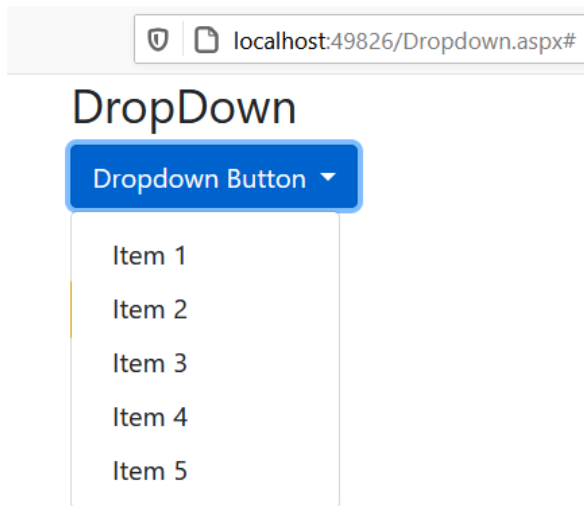 localhost:49826/Dropdown.aspx#
DropDown
Dropdown Button
Item 1
Item 2
Item 3
Item 4
Item 5